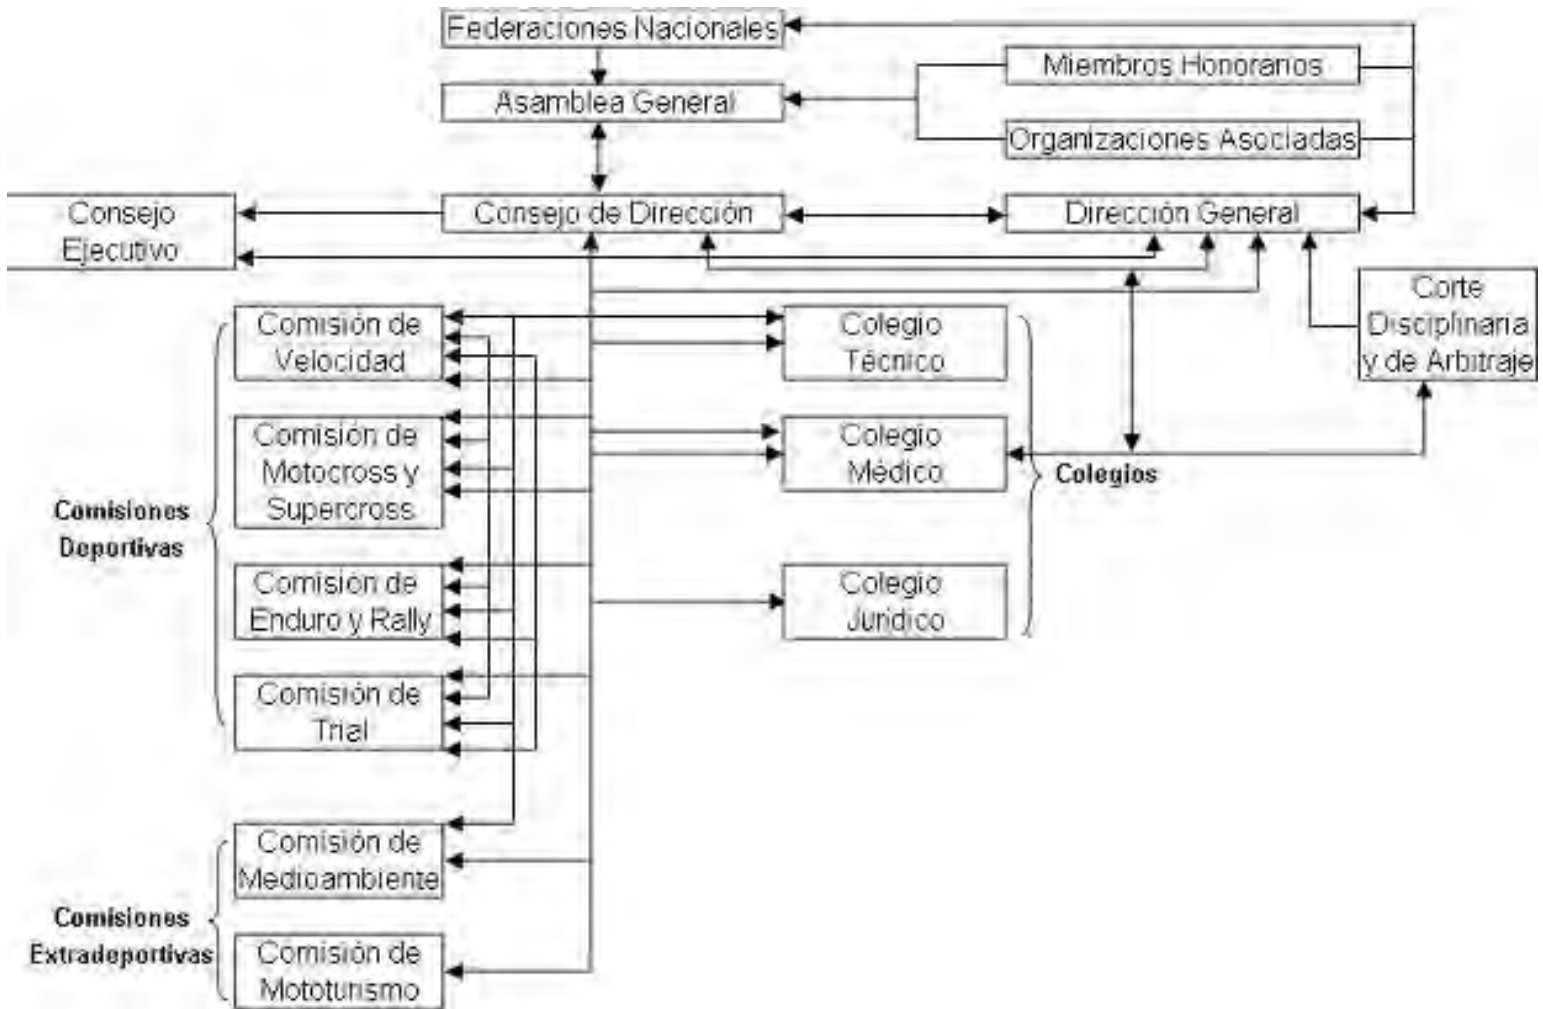 Federaciones Nacionales
Miembros Honorarios
Asamblea General
Organizaciones Asociadas
Consejo
Ejecutivo
Consejo de Dirección
Dirección General
Corte
Disciplinaria
y de Arbitraje
Comisión de
Velocidad
Colegio
Técnico
Comisión de
Motocross y
Supercross
Colegio
Médico
Colegios
Comisiones
Deportivas
Comisión de
Enduro y Rally
Colegio
Jurídico
Comisión de
Trial
Comisión de
Medioambiente
Comisiones
Extradeportivas
Comisión de
Mototurismo